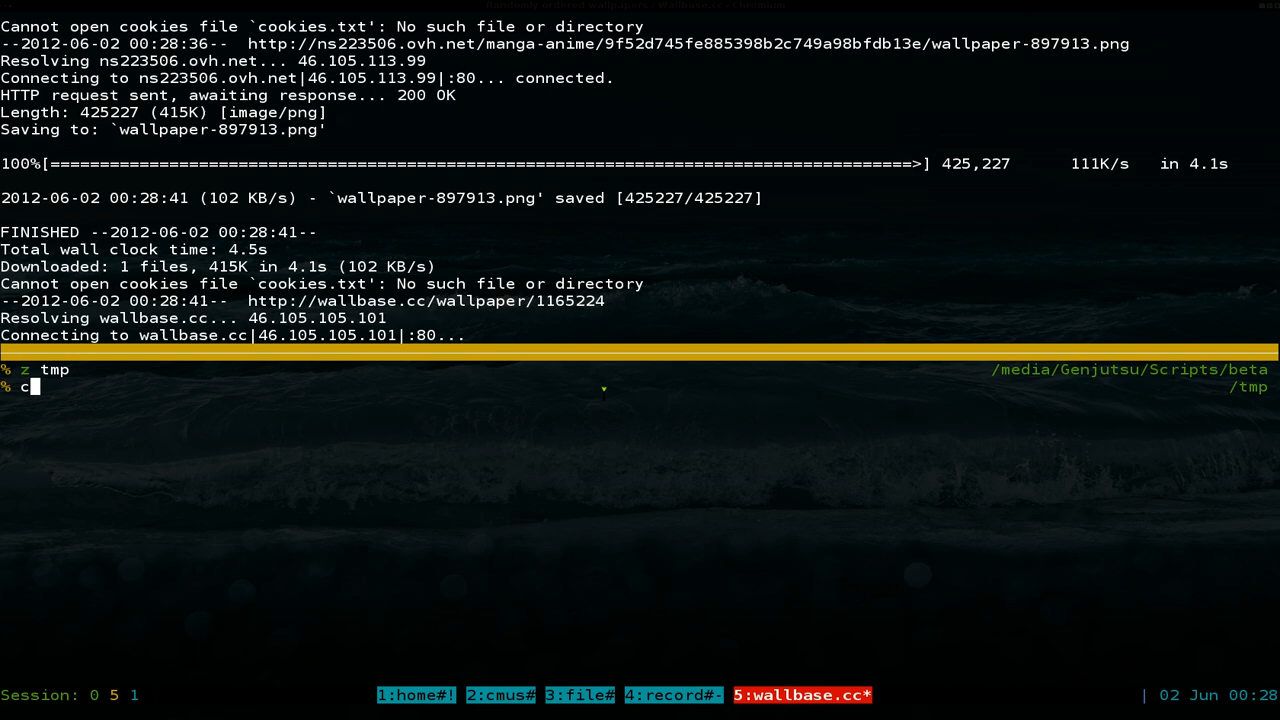 Randomly ordered wallpapers / Wallbase.cc - Chromium
Cannot open cookies file `cookies.txt': No such file or directory
--2012-06-02 00:28:36--  http://ns223506.ovh.net/manga-anime/9f52d745fe885398b2c749a98bfdb13e/wallpaper-897913.png
Resolving ns223506.ovh.net... 46.105.113.99
Connecting to ns223506.ovh.net|46.105.113.99|:80... connected.
HTTP request sent, awaiting response... 200 OK
Length: 425227 (415K) [image/png]
Saving to: `wallpaper-897913.png'
100%[=======================================================================================>] 425,227      111K/s   in 4.1s
2012-06-02 00:28:41 (102 KB/s) - `wallpaper-897913.png' saved [425227/425227]
FINISHED --2012-06-02 00:28:41--
Total wall clock time: 4.5s
Downloaded: 1 files, 415K in 4.1s (102 KB/s)
Cannot open cookies file `cookies.txt': No such file or directory
--2012-06-02 00:28:41--  http://wallbase.cc/wallpaper/1165224
Resolving wallbase.cc... 46.105.105.101
Connecting to wallbase.cc|46.105.105.101|:80...
% z tmp /media/Genjutsu/Scripts/beta
% c /tmp
Session: 0 5 1 1:home#! 2:cmus# 3:file# 4:record#- 5:wallbase.cc* | 02 Jun 00:28